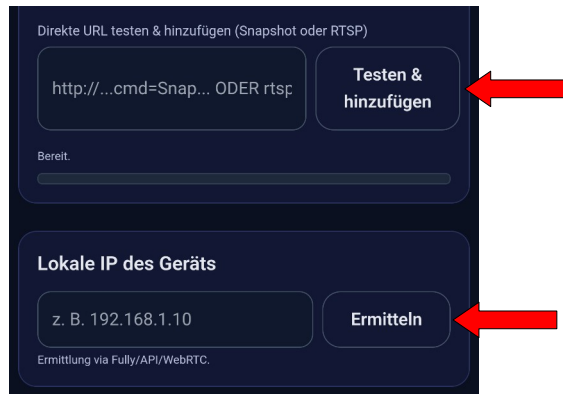 Direkte URL testen & hinzufügen (Snapshot oder RTSP)
http://...cmd=Snap... ODER rtsp
Testen &
hinzufügen
Bereit.
Lokale IP des Geräts
z. B. 192.168.1.10
Ermitteln
Ermittlung via Fully/API/WebRTC.